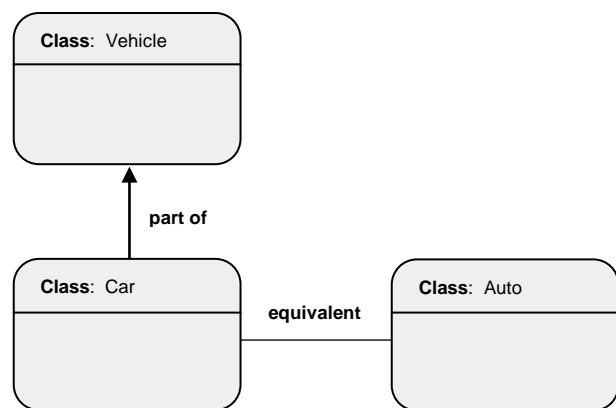 Class: Vehicle
part of
Class: Car
equivalent
Class: Auto